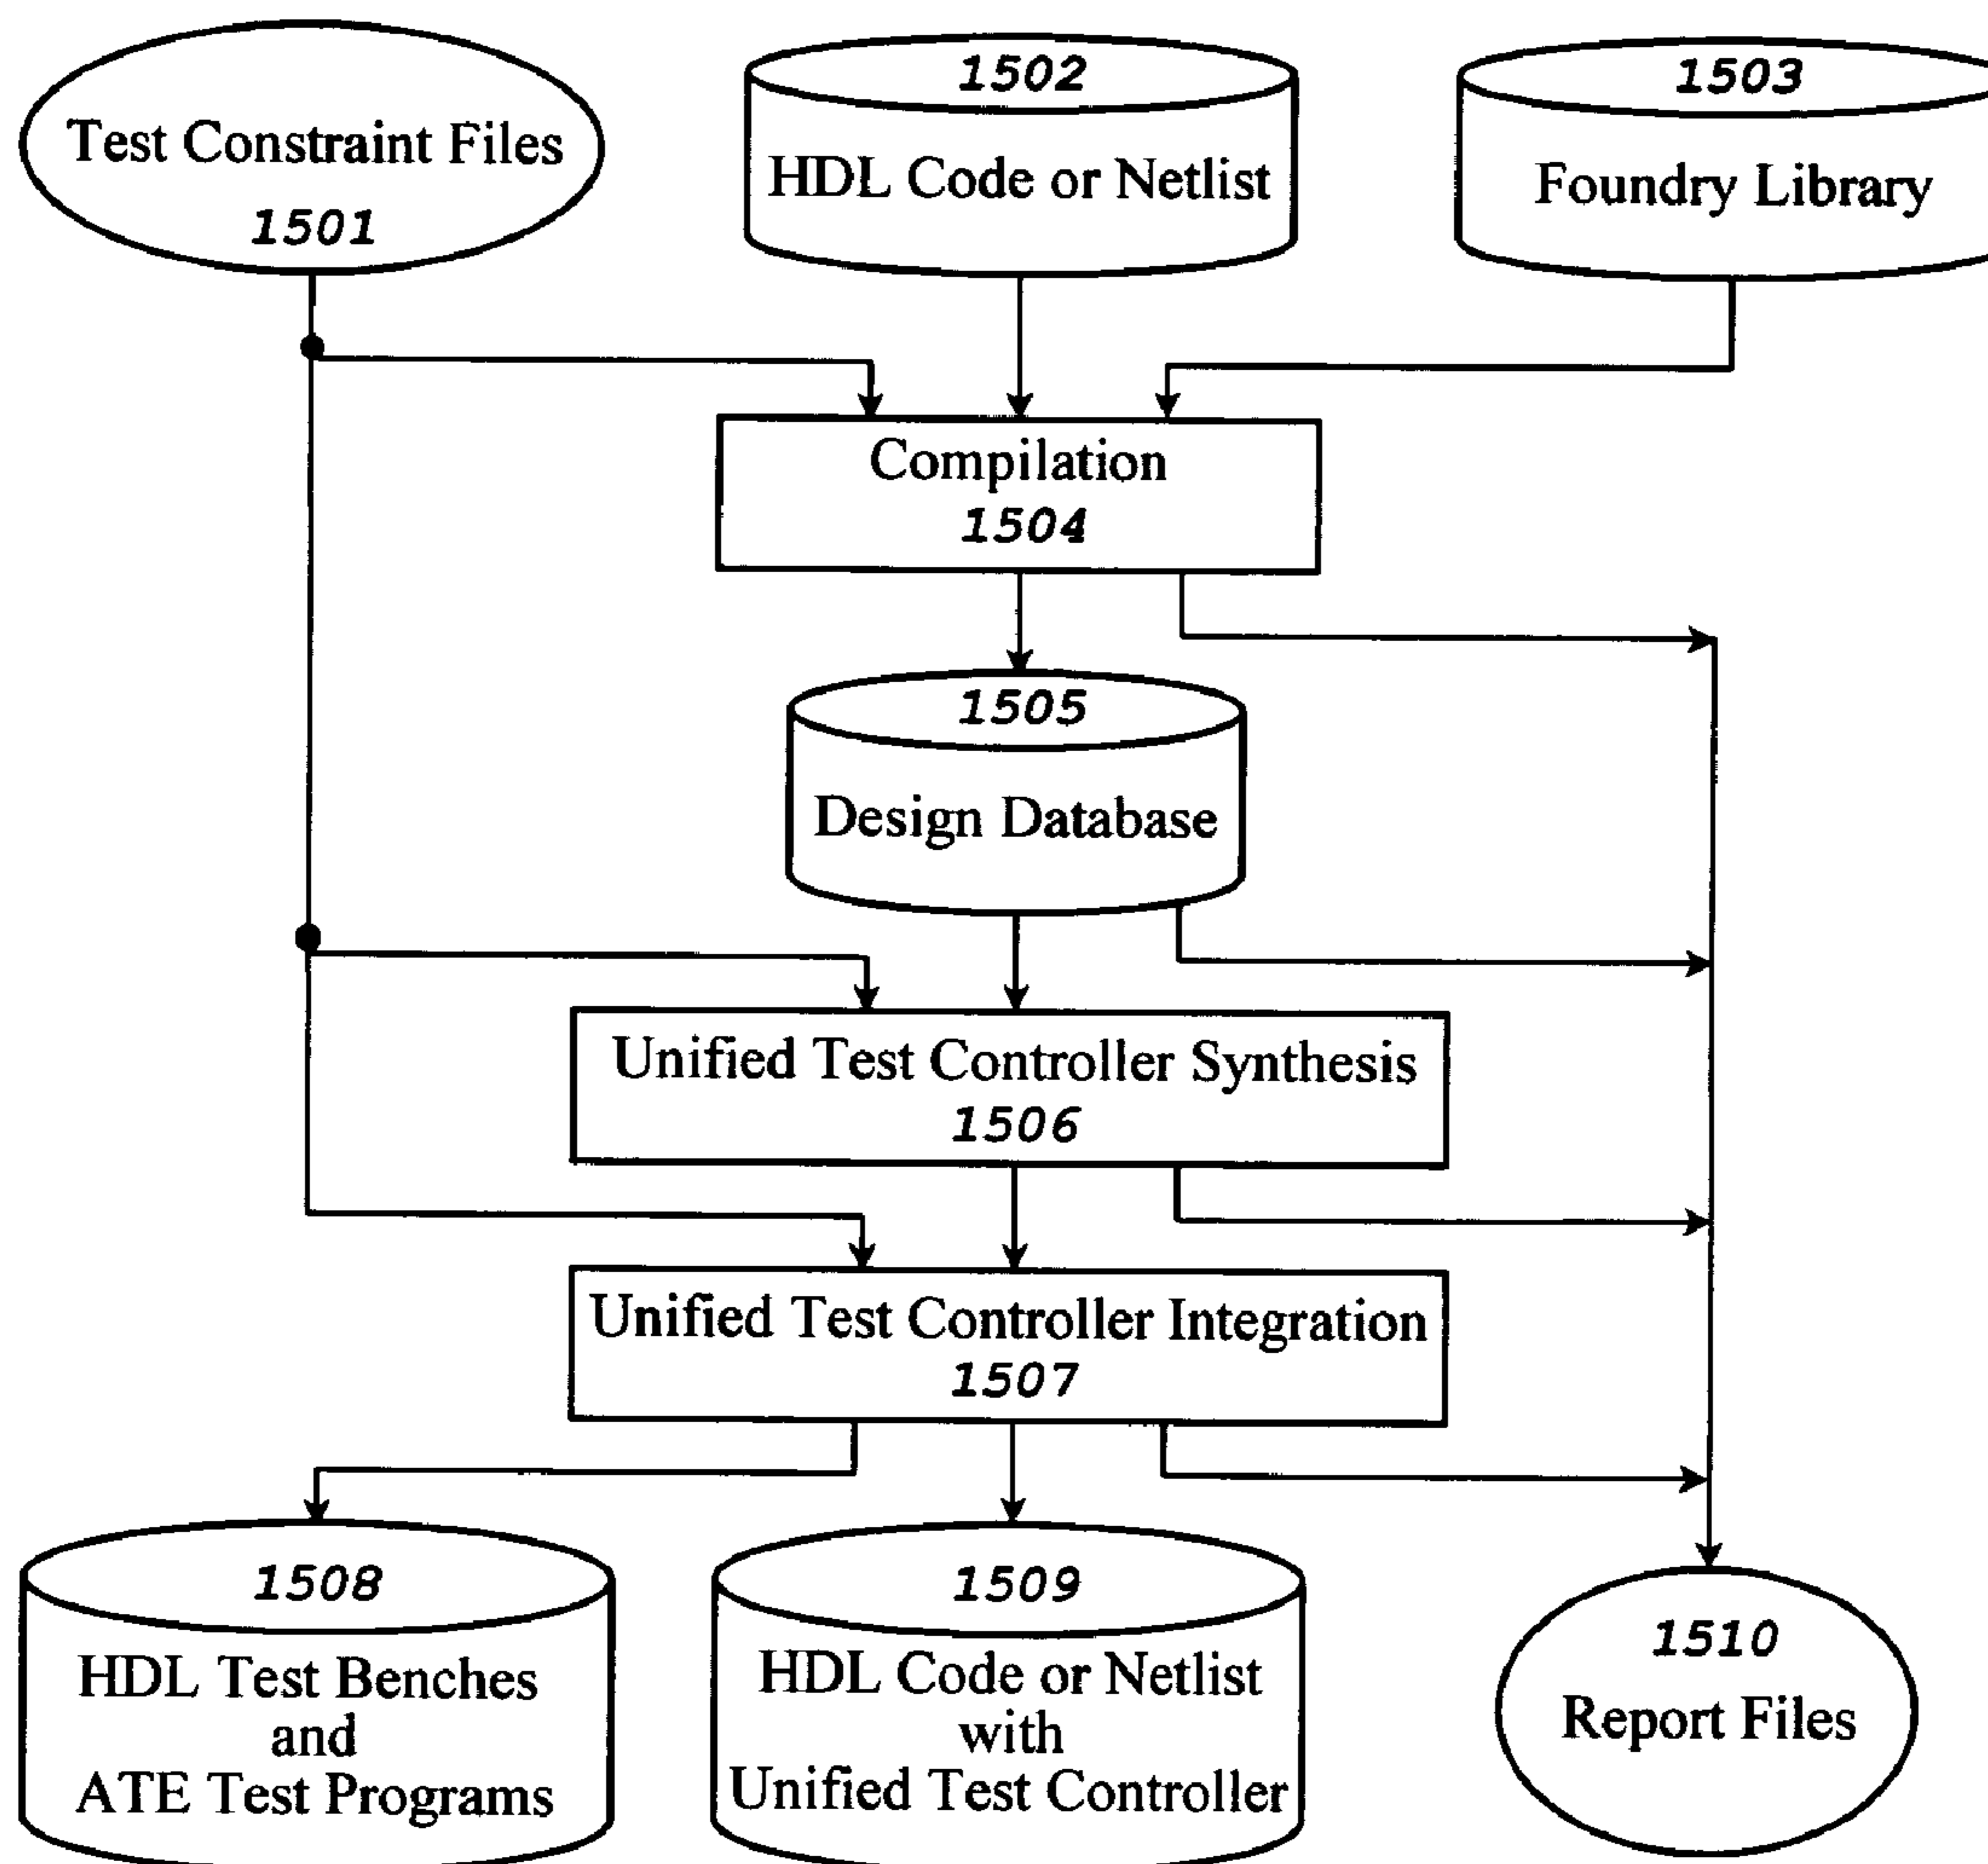 Test Constraint Files
1501
1502
HDL Code or Netlist
1503
Foundry Library
Compilation
1504
1505
Design Database
Unified Test Controller Synthesis
1506
Unified Test Controller Integration
1507
1508
HDL Test Benches
and
ATE Test Programs
1509
HDL Code or Netlist
with
Unified Test Controller
1510
Report Files